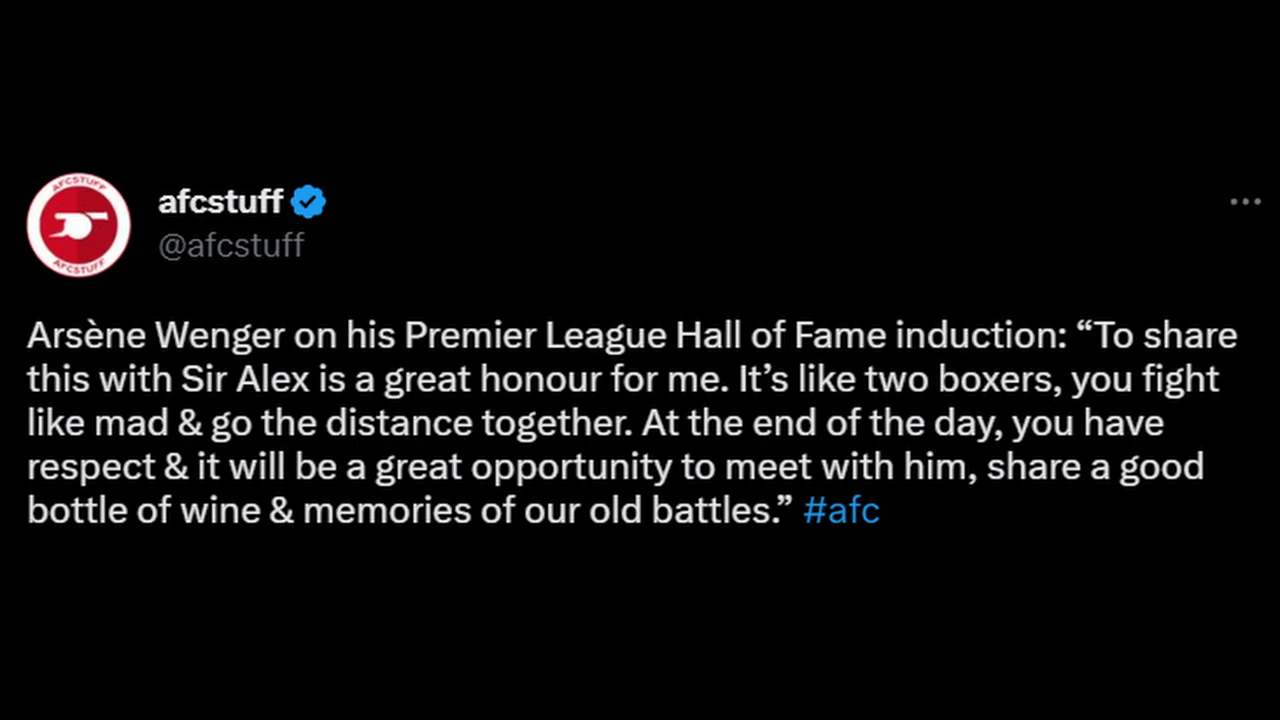 AFCSTUFF
AFCSTUFF
afcstuff
@afcstuff
Arsène Wenger on his Premier League Hall of Fame induction: “To share
this with Sir Alex is a great honour for me. It’s like two boxers, you fight
like mad & go the distance together. At the end of the day, you have
respect & it will be a great opportunity to meet with him, share a good
bottle of wine & memories of our old battles.” #afc